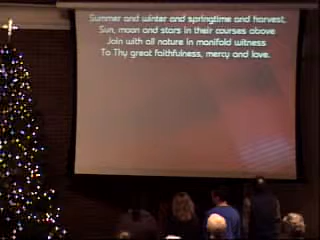 Summer and winter and springtime and harvest,
Sun, moon and stars in their courses above
Join with all nature in manifold witness
To Thy great faithfulness, mercy and love.